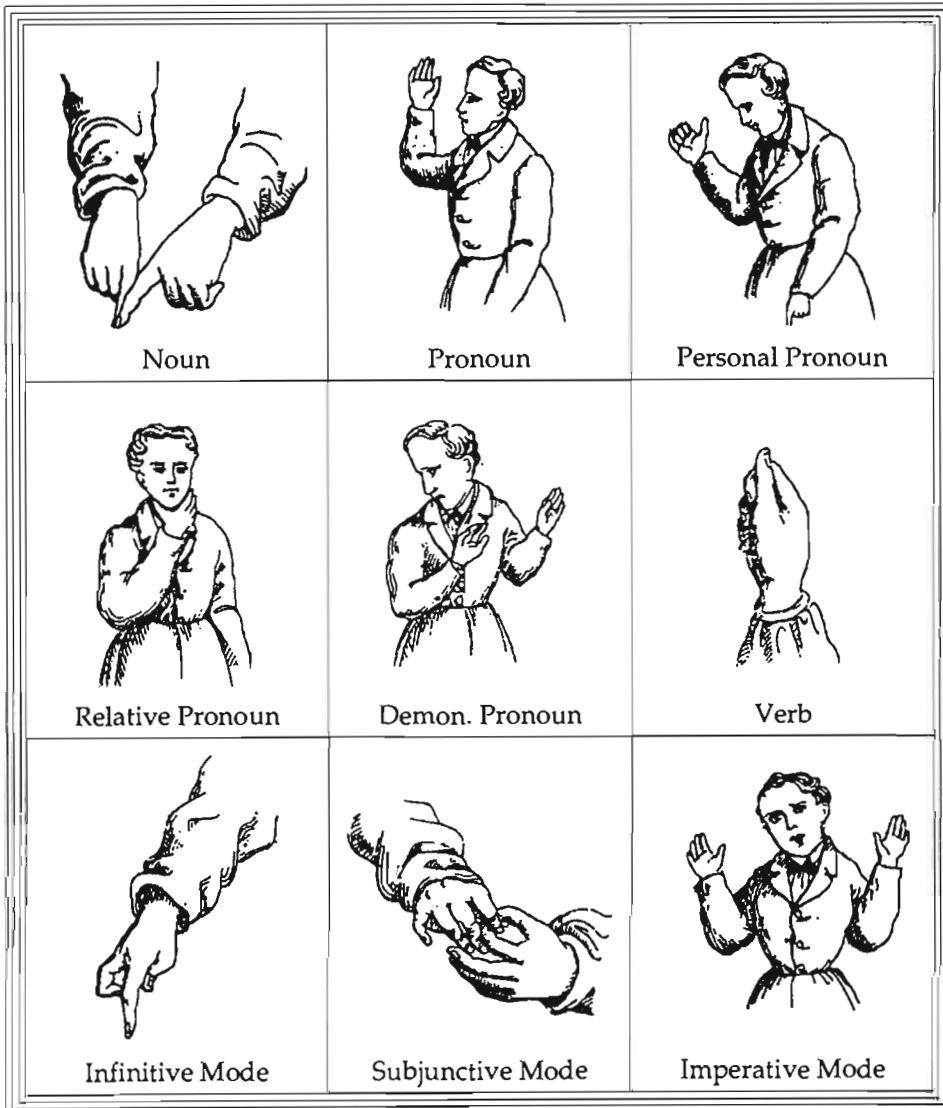 Noun
Pronoun
Personal Pronoun
Relative Pronoun
Demon. Pronoun
Verb
Infinitive Mode
Subjunctive Mode
Imperative Mode